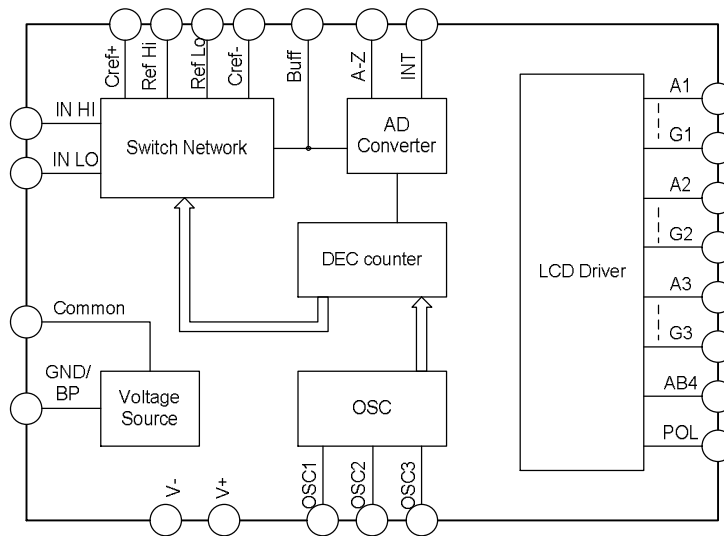 Cref+
Ref Hi
Ref Lo
Cref-
Buff
A-Z
INT
IN HI
IN LO
Switch Network
AD
Converter
DEC counter
LCD Driver
A1
G1
A2
G2
A3
G3
AB4
POL
Common
GND/
BP
Voltage
Source
OSC
V-
V+
OSC1
OSC2
OSC3